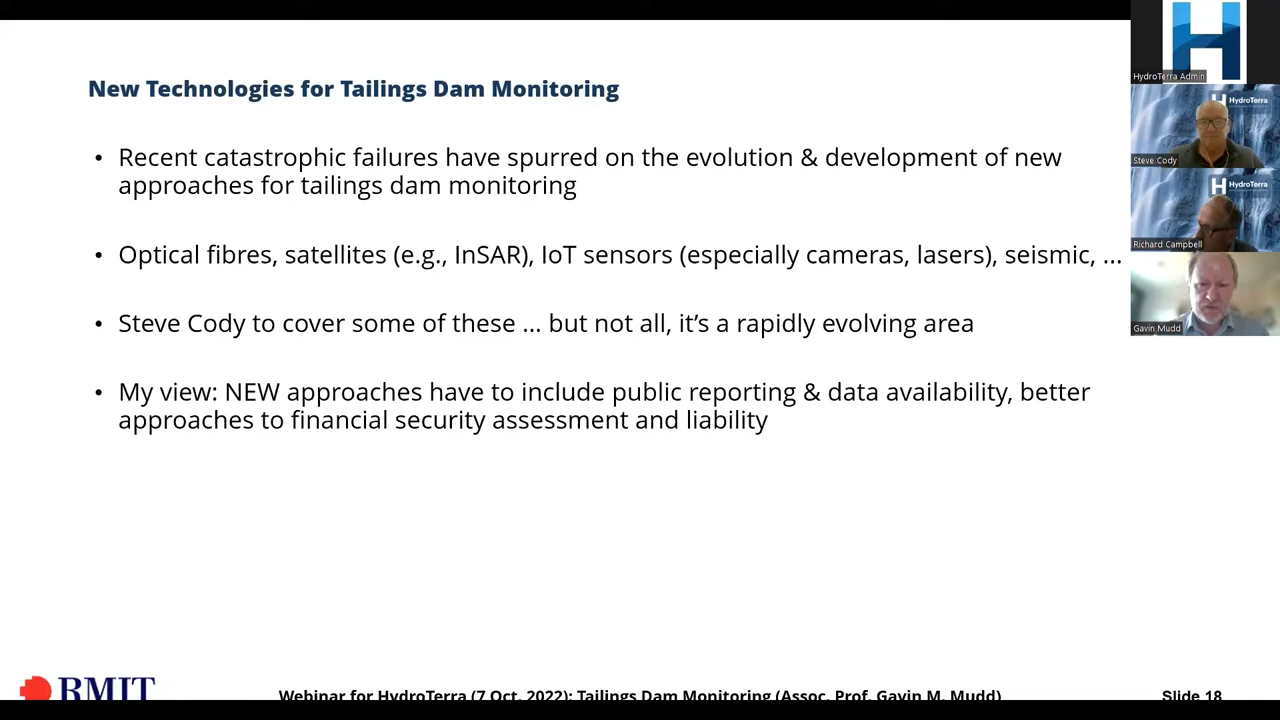 New Technologies for Tailings Dam Monitoring
• Recent catastrophic failures have spurred on the evolution & development of new
approaches for tailings dam monitoring
• Optical fibres, satellites (e.g., InSAR), IoT sensors (especially cameras, lasers), seismic, ...
• Steve Cody to cover some of these ... but not all, it’s a rapidly evolving area
• My view: NEW approaches have to include public reporting & data availability, better
approaches to financial security assessment and liability
RMIT
Webinar for HydroTerra (7 Oct. 2022): Tailings Dam Monitoring (Assoc. Prof. Gavin M. Mudd)
Slide 18
H
HydroTerra Admin
H HydroTerra
Steve Cody
H HydroTerra
Richard Campbell
Gavin Mudd